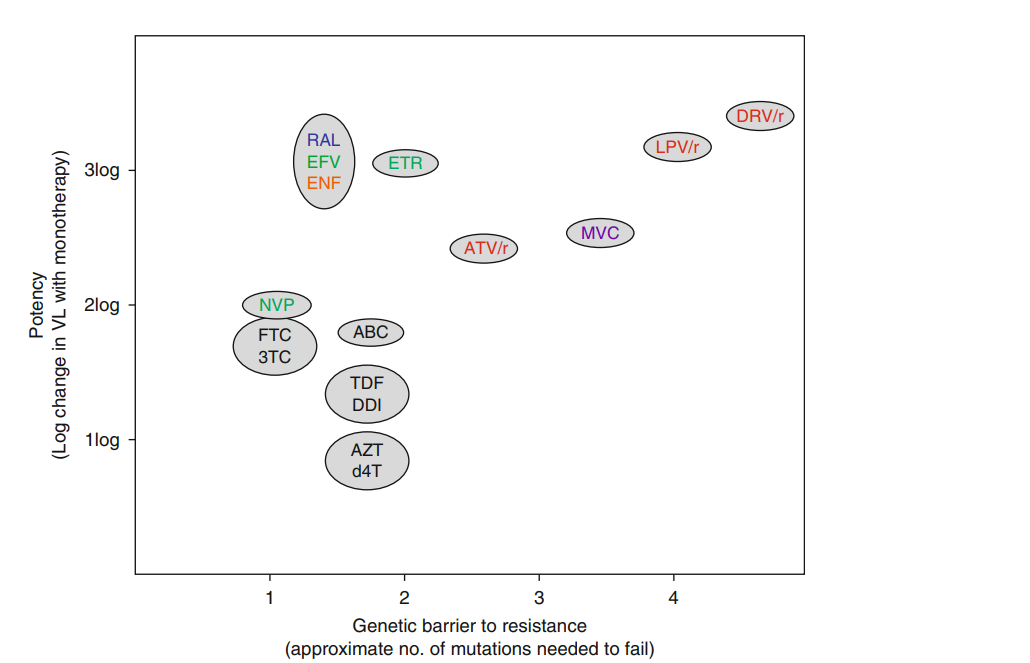 DRV/r
RAL
EFV
ENF
LPV/r
ETR
3log
MVC
ATV/r
NVP
2log
FTC
3TC
ABC
TDF
DDI
1log
AZT
d4T
Potency
(Log change in VL with monotherapy)
1
2
3
4
Genetic barrier to resistance
(approximate no. of mutations needed to fail)